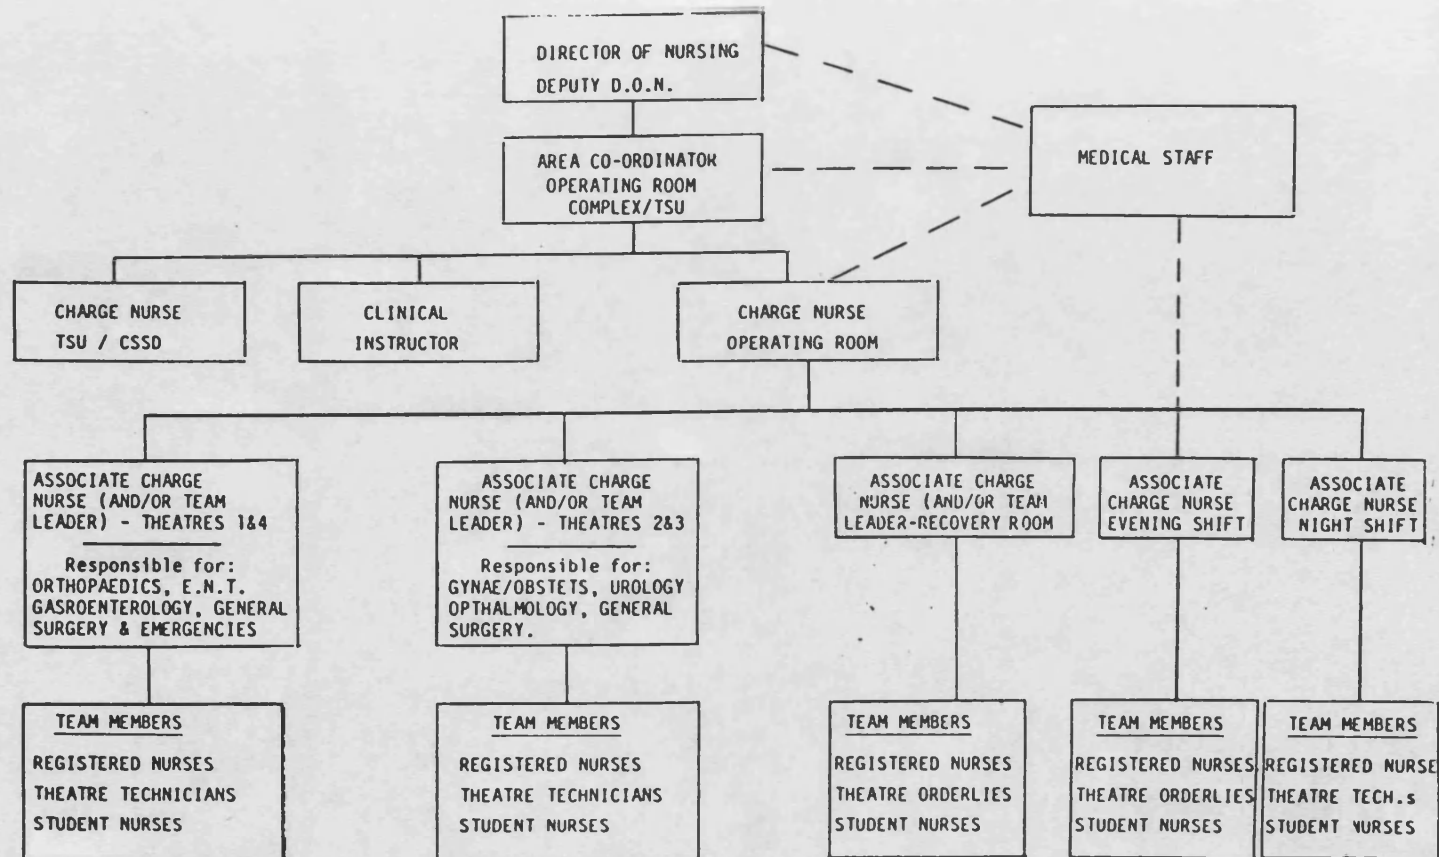 DIRECTOR OF NURSING
DEPUTY D.O.N.
AREA CO-ORDINATOR
OPERATING ROOM
COMPLEX/TSU
MEDICAL STAFF
CHARGE NURSE
TSU / CSSD
CLINICAL
INSTRUCTOR
CHARGE NURSE
OPERATING ROOM
ASSOCIATE CHARGE
NURSE (AND/OR TEAM
LEADER) - THEATRES 1&4
Responsible for:
ORTHOPAEDICS, E.N.T.
GASROENTEROLOGY, GENERAL
SURGERY & EMERGENCIES
ASSOCIATE CHARGE
NURSE (AND/OR TEAM
LEADER) - THEATRES 2&3
Responsible for:
GYNAE/OBSTETS, UROLOGY
OPTHALMOLOGY, GENERAL
SURGERY.
ASSOCIATE CHARGE
NURSE (AND/OR TEAM
LEADER-RECOVERY ROOM
ASSOCIATE
CHARGE NURSE
EVENING SHIFT
ASSOCIATE
CHARGE NURSE
NIGHT SHIFT
TEAM MEMBERS
REGISTERED NURSES
THEATRE TECHNICIANS
STUDENT NURSES
TEAM MEMBERS
REGISTERED NURSES
THEATRE TECHNICIANS
STUDENT NURSES
TEAM MEMBERS
REGISTERED NURSES
THEATRE ORDERLIES
STUDENT NURSES
TEAM MEMBERS
REGISTERED NURSES
THEATRE ORDERLIES
STUDENT NURSES
TEAM MEMBERS
REGISTERED NURSE
THEATRE TECH.s
STUDENT NURSES